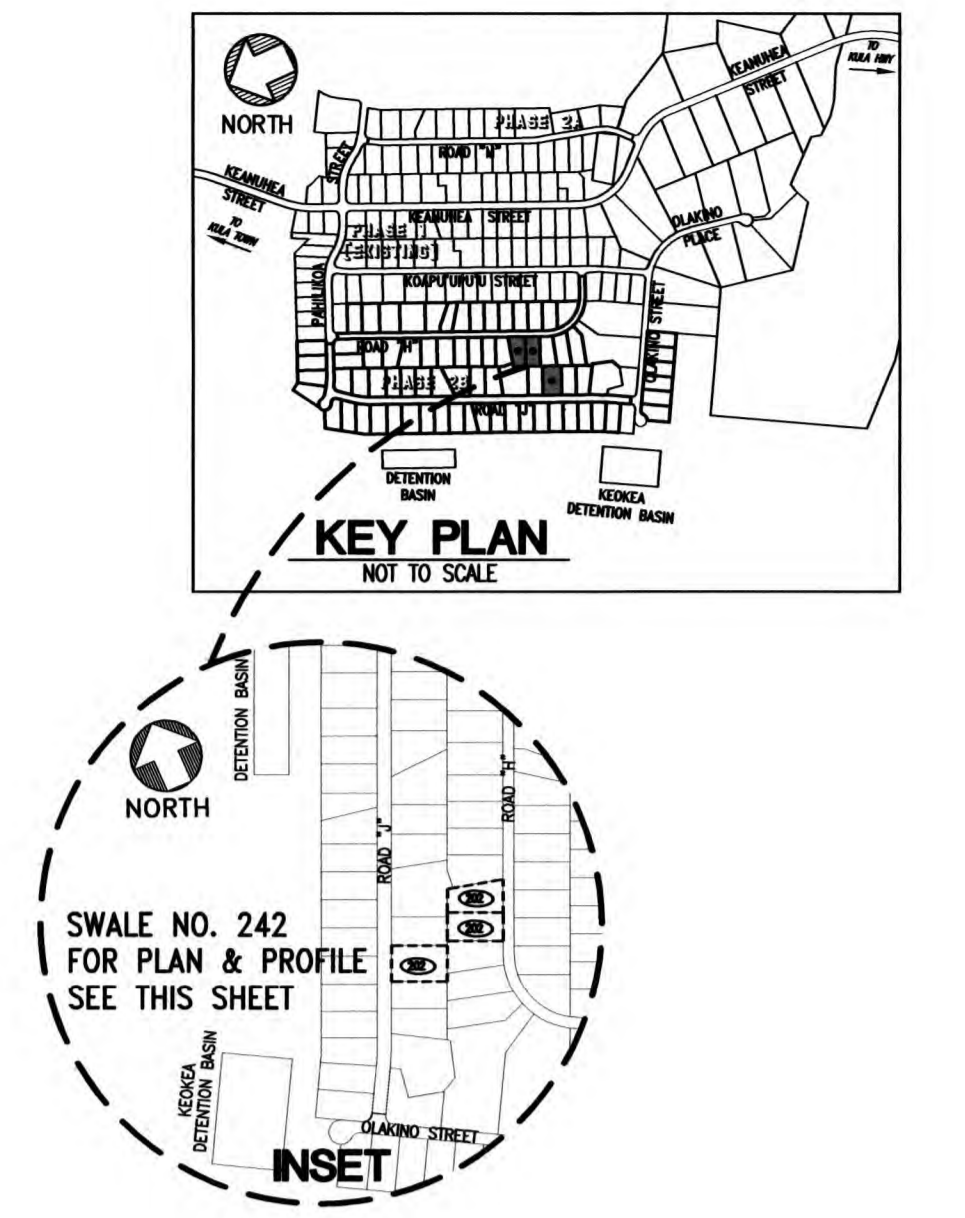 NORTH
TO
KULA HWY
KEANUHEA
STREET
PHASE 2A
ROAD "N"
STREET
KEANUHEA
STREET
TO
KULA TOWN
KEANUHEA STREET
PHASE 1
[EXISTING]
OLAKINO
PLACE
KOAPU'UPU'U STREET
PAHILIKOA
OLAKINO STREET
ROAD "H"
PHASE 2B
ROAD "J"
DETENTION
BASIN
KEOKEA
DETENTION BASIN
KEY PLAN
NOT TO SCALE
DETENTION BASIN
NORTH
ROAD "J"
ROAD "H"
202
202
202
SWALE NO. 242
FOR PLAN & PROFILE
SEE THIS SHEET
KEOKEA
DETENTION BASIN
OLAKINO STREET
INSET